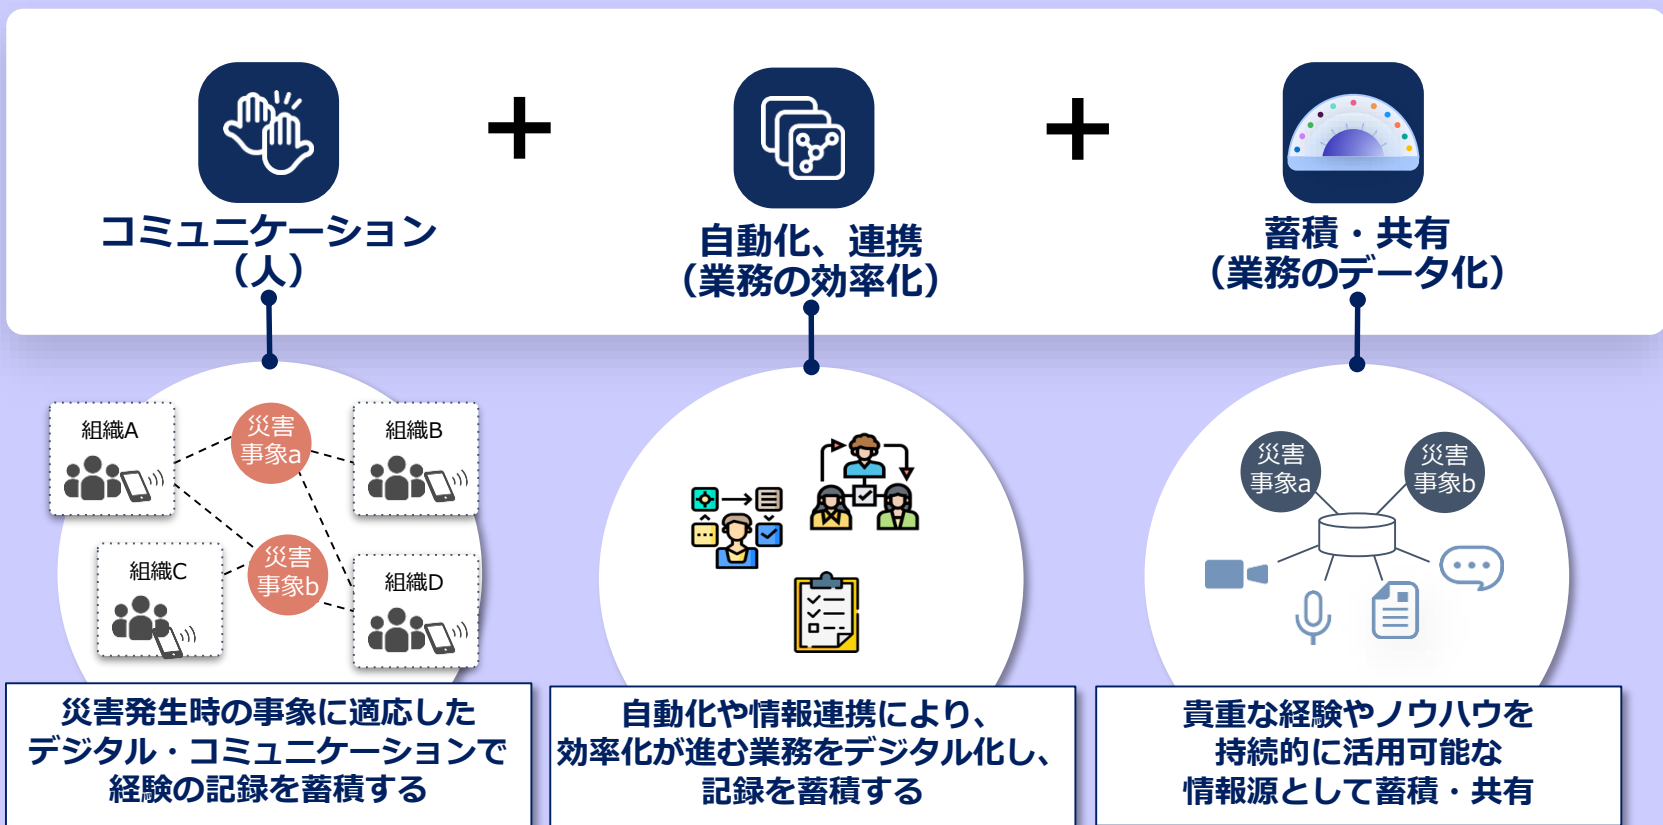 コミュニケーション
（人）
自動化、連携
（業務の効率化）
蓄積・共有
（業務のデータ化）
組織A
災害
事象a
組織B
組織C
災害
事象b
組織D
災害
事象a
災害
事象b
災害発生時の事象に適応した
デジタル・コミュニケーションで
経験の記録を蓄積する
自動化や情報連携により、
効率化が進む業務をデジタル化し、
記録を蓄積する
貴重な経験やノウハウを
持続的に活用可能な
情報源として蓄積・共有